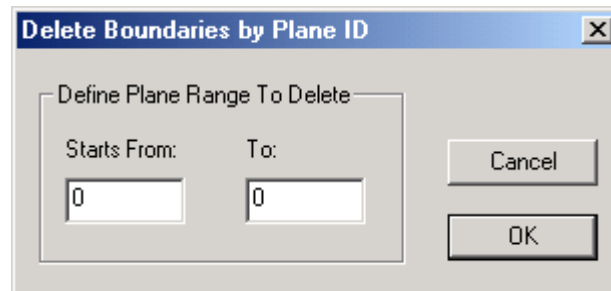 Delete Boundaries by Plane ID
Define Plane Range To Delete
Starts From: To:
0 0
Cancel
OK